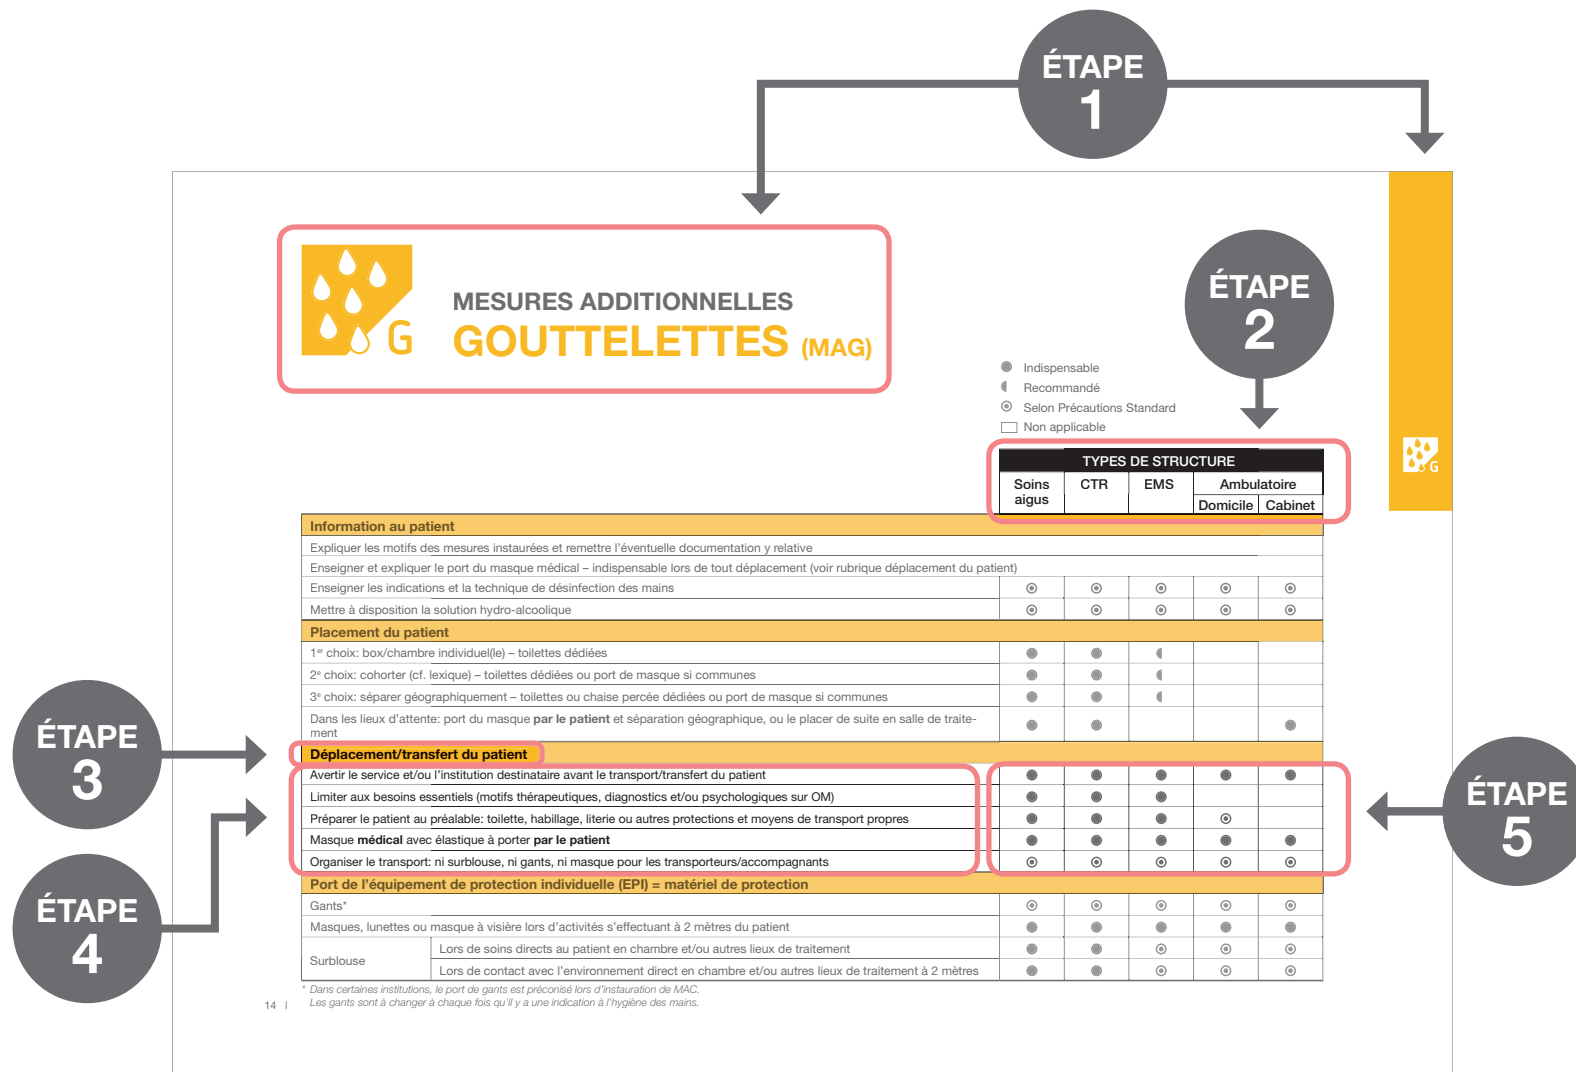 ÉTAPE
1
MESURES ADDITIONNELLES
GOUTTELETTES (MAG)
G
ÉTAPE
2
Indispensable
Recommandé
Selon Précautions Standard
Non applicable
G
TYPES DE STRUCTURE
Soins aigus CTR EMS Ambulatoire
Domicile Cabinet
Information au patient
Expliquer les motifs des mesures instaurées et remettre l'éventuelle documentation y relative
Enseigner et expliquer le port du masque médical – indispensable lors de tout déplacement (voir rubrique déplacement du patient)
Enseigner les indications et la technique de désinfection des mains
Mettre à disposition la solution hydro-alcoolique
Placement du patient
1er choix: box/chambre individuel(le) – toilettes dédiées
2e choix: cohorter (cf. lexique) – toilettes dédiées ou port de masque si communes
3e choix: séparer géographiquement – toilettes ou chaise percée dédiées ou port de masque si communes
Dans les lieux d'attente: port du masque par le patient et séparation géographique, ou le placer de suite en salle de traite-
ment
ÉTAPE
3
Déplacement/transfert du patient
Avertir le service et/ou l'institution destinataire avant le transport/transfert du patient
Limiter aux besoins essentiels (motifs thérapeutiques, diagnostics et/ou psychologiques sur OM)
Préparer le patient au préalable: toilette, habillage, literie ou autres protections et moyens de transport propres
Masque médical avec élastique à porter par le patient
Organiser le transport: ni surblouse, ni gants, ni masque pour les transporteurs/accompagnants
ÉTAPE
5
ÉTAPE
4
Port de l'équipement de protection individuelle (EPI) = matériel de protection
Gants*
Masques, lunettes ou masque à visière lors d'activités s'effectuant à 2 mètres du patient
Surblouse
Lors de soins directs au patient en chambre et/ou autres lieux de traitement
Lors de contact avec l'environnement direct en chambre et/ou autres lieux de traitement à 2 mètres
* Dans certaines institutions, le port de gants est préconisé lors d'instauration de MAC.
Les gants sont à changer à chaque fois qu'il y a une indication à l'hygiène des mains.
14 |